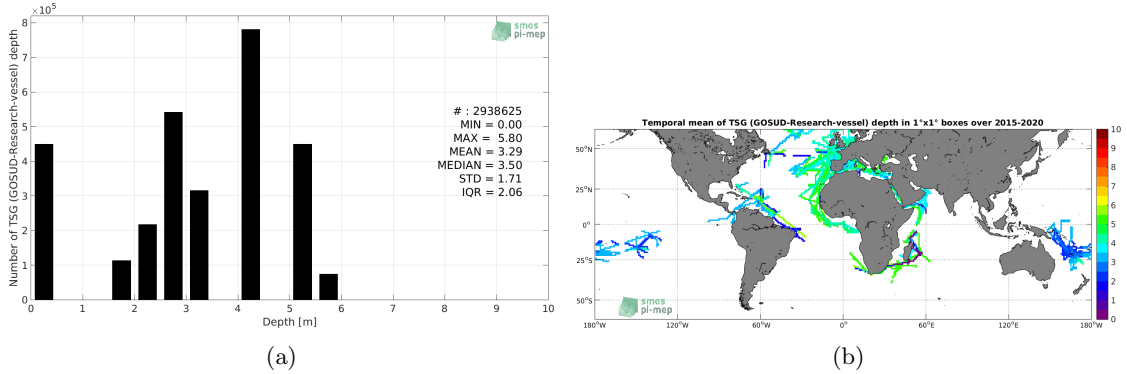 ×10⁵
8
7
6
5
4
3
2
1
0
Number of TSG (GOSUD-Research-vessel) depth
smos
pi-mep
# : 2938625
MIN = 0.00
MAX = 5.80
MEAN = 3.29
MEDIAN = 3.50
STD = 1.71
IQR = 2.06
0 1 2 3 4 5 6 7 8 9 10
Depth [m]
(a)
Temporal mean of TSG (GOSUD-Research-vessel) depth in 1°x1° boxes over 2015-2020
50°N
25°N
0°
25°S
50°S
smos
pi-mep
180°W 120°W 60°W 0° 60°E 120°E 180°W
10
9
8
7
6
5
4
3
2
1
0
(b)